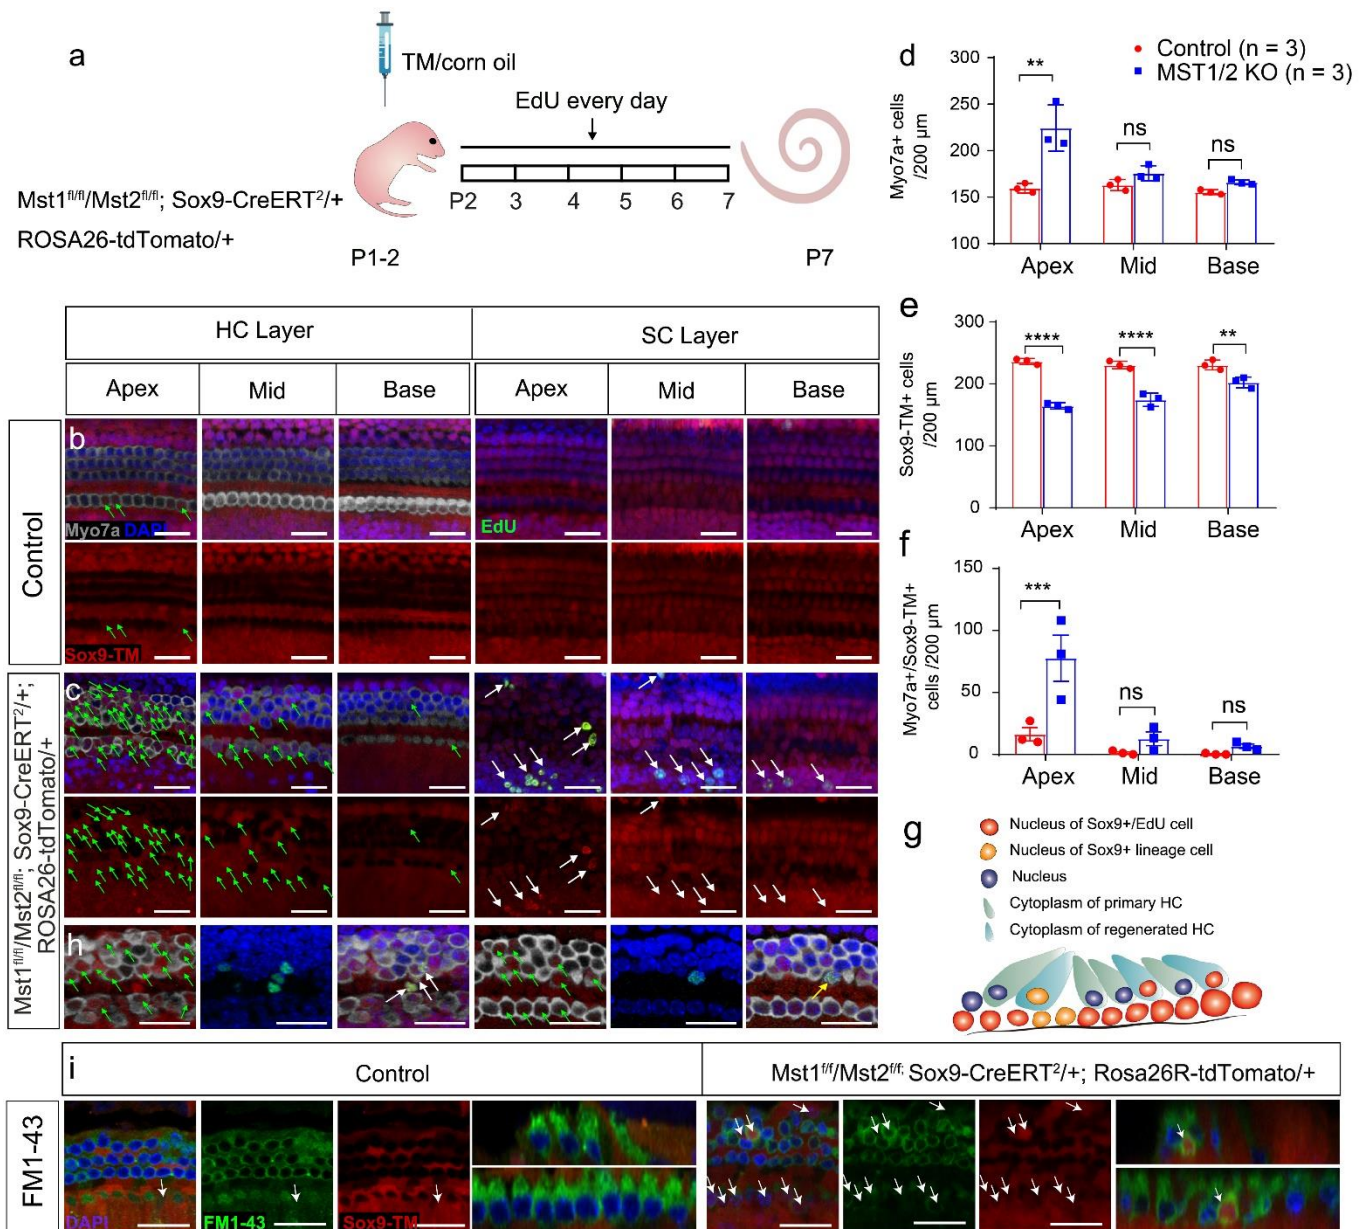 a
TM/corn oil
EdU every day
Mst1fl/fl/Mst2fl/fl; Sox9-CreERT2/+
ROSA26-tdTomato/+
P2 3 4 5 6 7
P1-2
P7
d
Control (n = 3)
MST1/2 KO (n = 3)
Myo7a+ cells
/200 µm
300
250
200
150
100
** ns ns
Apex Mid Base
e
Sox9-TM+ cells
/200 µm
300
200
100
0
**** **** **
Apex Mid Base
f
Myo7a+/Sox9-TM+
cells /200 µm
150
100
50
0
*** ns ns
Apex Mid Base
HC Layer SC Layer
Apex Mid Base Apex Mid Base
Control
b
Myo7a DAPI
EdU
Sox9-TM
Mst1fl/fl/Mst2fl/fl; Sox9-CreERT2/+;
ROSA26-tdTomato/+
c
h
g
Nucleus of Sox9+/EdU cell
Nucleus of Sox9+ lineage cell
Nucleus
Cytoplasm of primary HC
Cytoplasm of regenerated HC
i
Control
Mst1f/f/Mst2f/f; Sox9-CreERT2/+; Rosa26R-tdTomato/+
FM1-43
DAPI
FM1-43
Sox9-TM